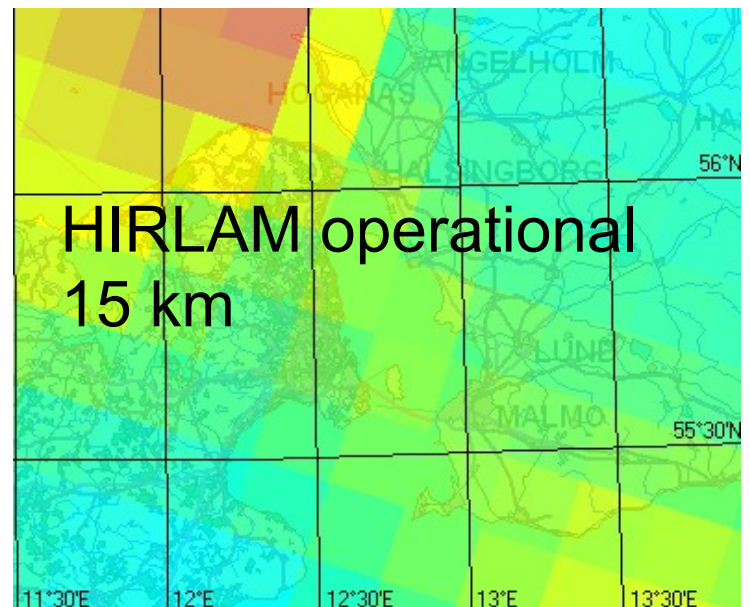 ANGELHOLM
HOGANAS
HA
HALSINGBORG
56°N
HIRLAM operational
15 km
LUND
MALMO
55°30'N
11°30'E 12°E 12°30'E 13°E 13°30'E